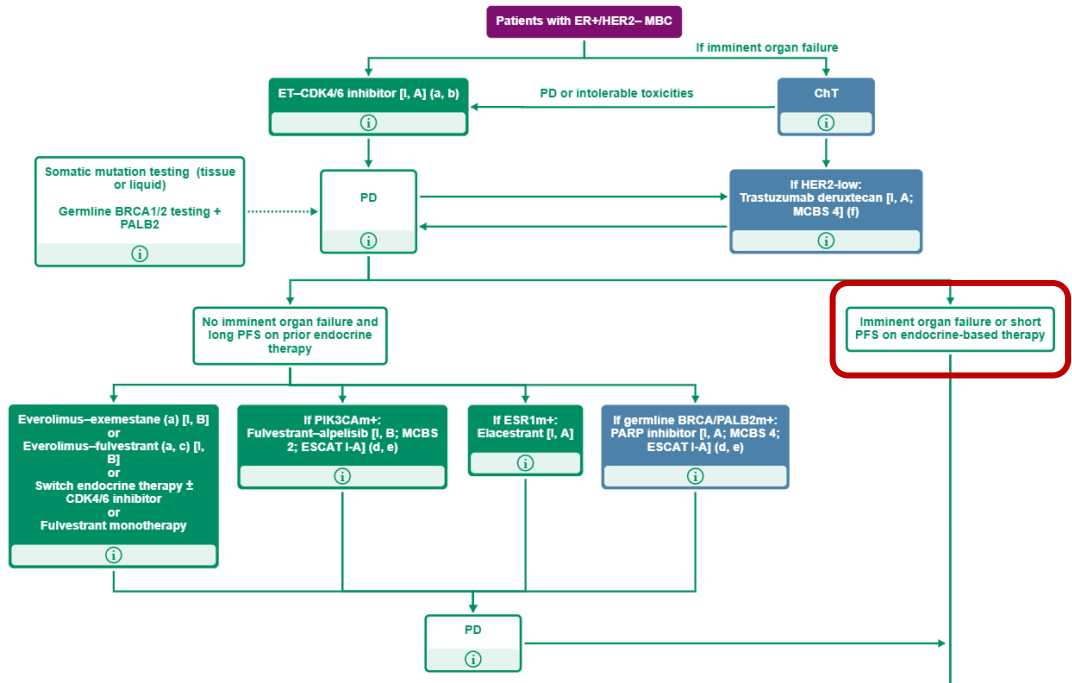 Patients with ER+/HER2– MBC
If imminent organ failure
ET–CDK4/6 inhibitor [I, A] (a, b)
i
PD or intolerable toxicities
ChT
i
Somatic mutation testing (tissue
or liquid)
Germline BRCA1/2 testing +
PALB2
i
PD
i
If HER2-low:
Trastuzumab deruxtecan [I, A;
MCBS 4] (f)
i
No imminent organ failure and
long PFS on prior endocrine
therapy
Imminent organ failure or short
PFS on endocrine-based therapy
Everolimus–exemestane (a) [I, B]
or
Everolimus–fulvestrant (a, c) [I,
B]
or
Switch endocrine therapy ±
CDK4/6 inhibitor
or
Fulvestrant monotherapy
i
If PIK3CAm+:
Fulvestrant–alpelisib [I, B; MCBS
2; ESCAT I-A] (d, e)
i
If ESR1m+:
Elacestrant [I, A]
i
If germline BRCA/PALB2m+:
PARP inhibitor [I, A; MCBS 4;
ESCAT I-A] (d, e)
i
PD
i